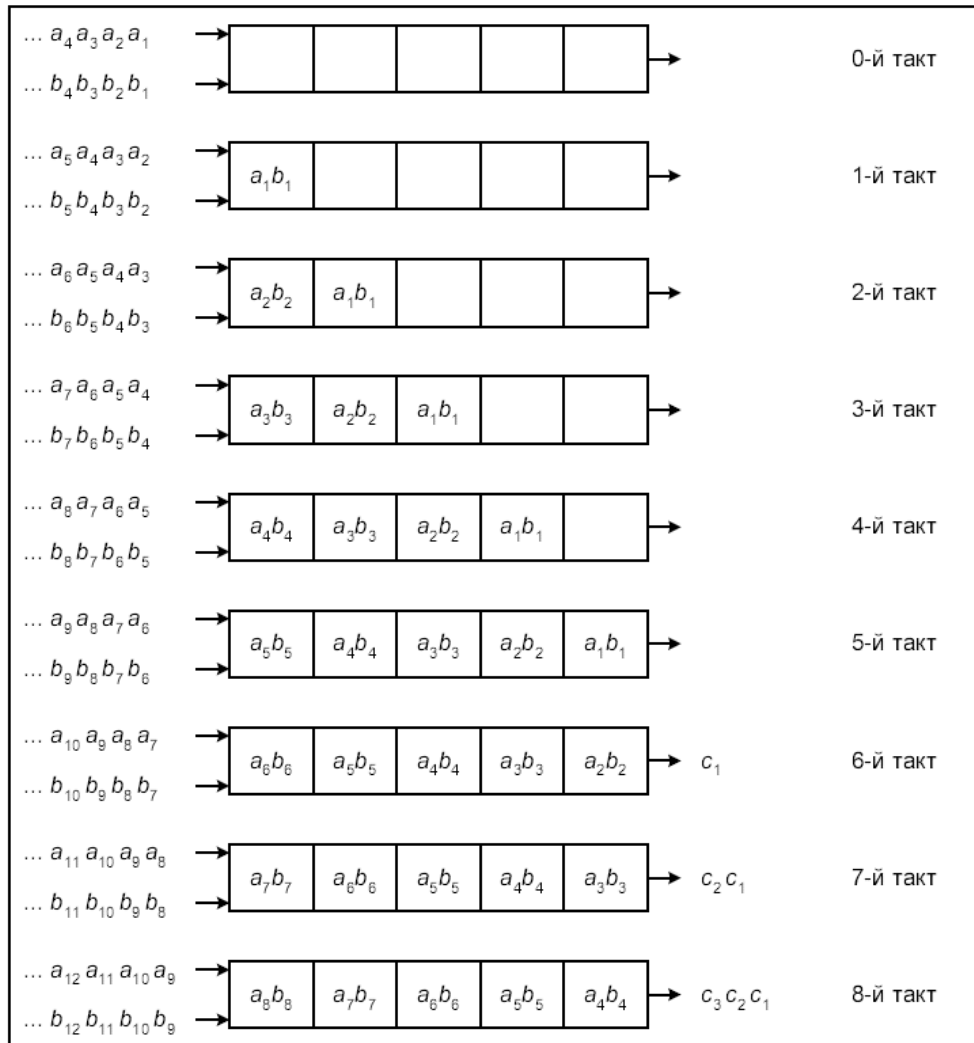 ... a₄ a₃ a₂ a₁
0-й такт
... b₄ b₃ b₂ b₁
... a₅ a₄ a₃ a₂
a₁b₁
1-й такт
... b₅ b₄ b₃ b₂
... a₆ a₅ a₄ a₃
a₂b₂ a₁b₁
2-й такт
... b₆ b₅ b₄ b₃
... a₇ a₆ a₅ a₄
a₃b₃ a₂b₂ a₁b₁
3-й такт
... b₇ b₆ b₅ b₄
... a₈ a₇ a₆ a₅
a₄b₄ a₃b₃ a₂b₂ a₁b₁
4-й такт
... b₈ b₇ b₆ b₅
... a₉ a₈ a₇ a₆
a₅b₅ a₄b₄ a₃b₃ a₂b₂ a₁b₁
5-й такт
... b₉ b₈ b₇ b₆
... a₁₀ a₉ a₈ a₇
a₆b₆ a₅b₅ a₄b₄ a₃b₃ a₂b₂
c₁
6-й такт
... b₁₀ b₉ b₈ b₇
... a₁₁ a₁₀ a₉ a₈
a₇b₇ a₆b₆ a₅b₅ a₄b₄ a₃b₃
c₂ c₁
7-й такт
... b₁₁ b₁₀ b₉ b₈
... a₁₂ a₁₁ a₁₀ a₉
a₈b₈ a₇b₇ a₆b₆ a₅b₅ a₄b₄
c₃ c₂ c₁
8-й такт
... b₁₂ b₁₁ b₁₀ b₉